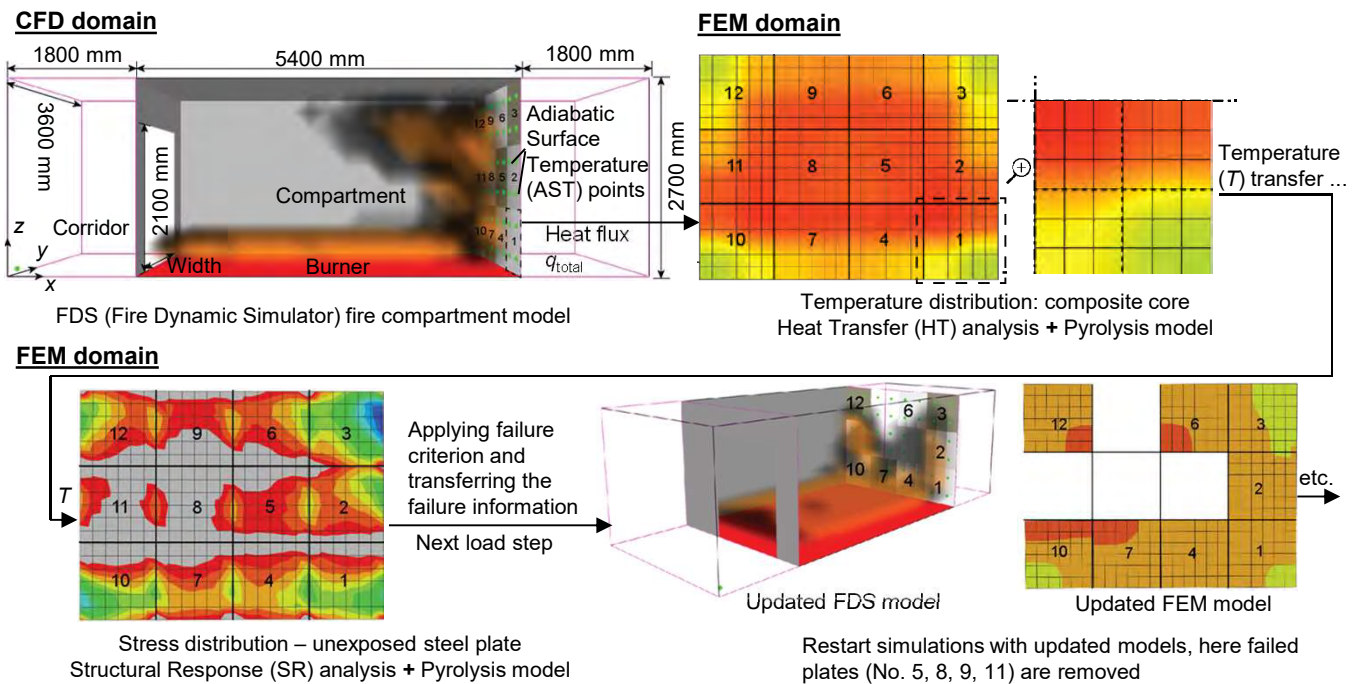 CFD domain
1800 mm
5400 mm
1800 mm
3600 mm
2100 mm
2700 mm
Corridor
Compartment
Width
Burner
z
y
x
12 9 6 3
11 8 5 2
10 7 4 1
Adiabatic
Surface
Temperature
(AST) points
Heat flux
qtotal
FDS (Fire Dynamic Simulator) fire compartment model
FEM domain
12 9 6 3
11 8 5 2
10 7 4 1
Temperature
(T) transfer ...
Temperature distribution: composite core
Heat Transfer (HT) analysis + Pyrolysis model
FEM domain
T
12 9 6 3
11 8 5 2
10 7 4 1
Stress distribution – unexposed steel plate
Structural Response (SR) analysis + Pyrolysis model
Applying failure
criterion and
transferring the
failure information
Next load step
12 6 3
2
10 7 4 1
Updated FDS model
12 6 3
2
10 7 4 1
etc.
Updated FEM model
Restart simulations with updated models, here failed
plates (No. 5, 8, 9, 11) are removed